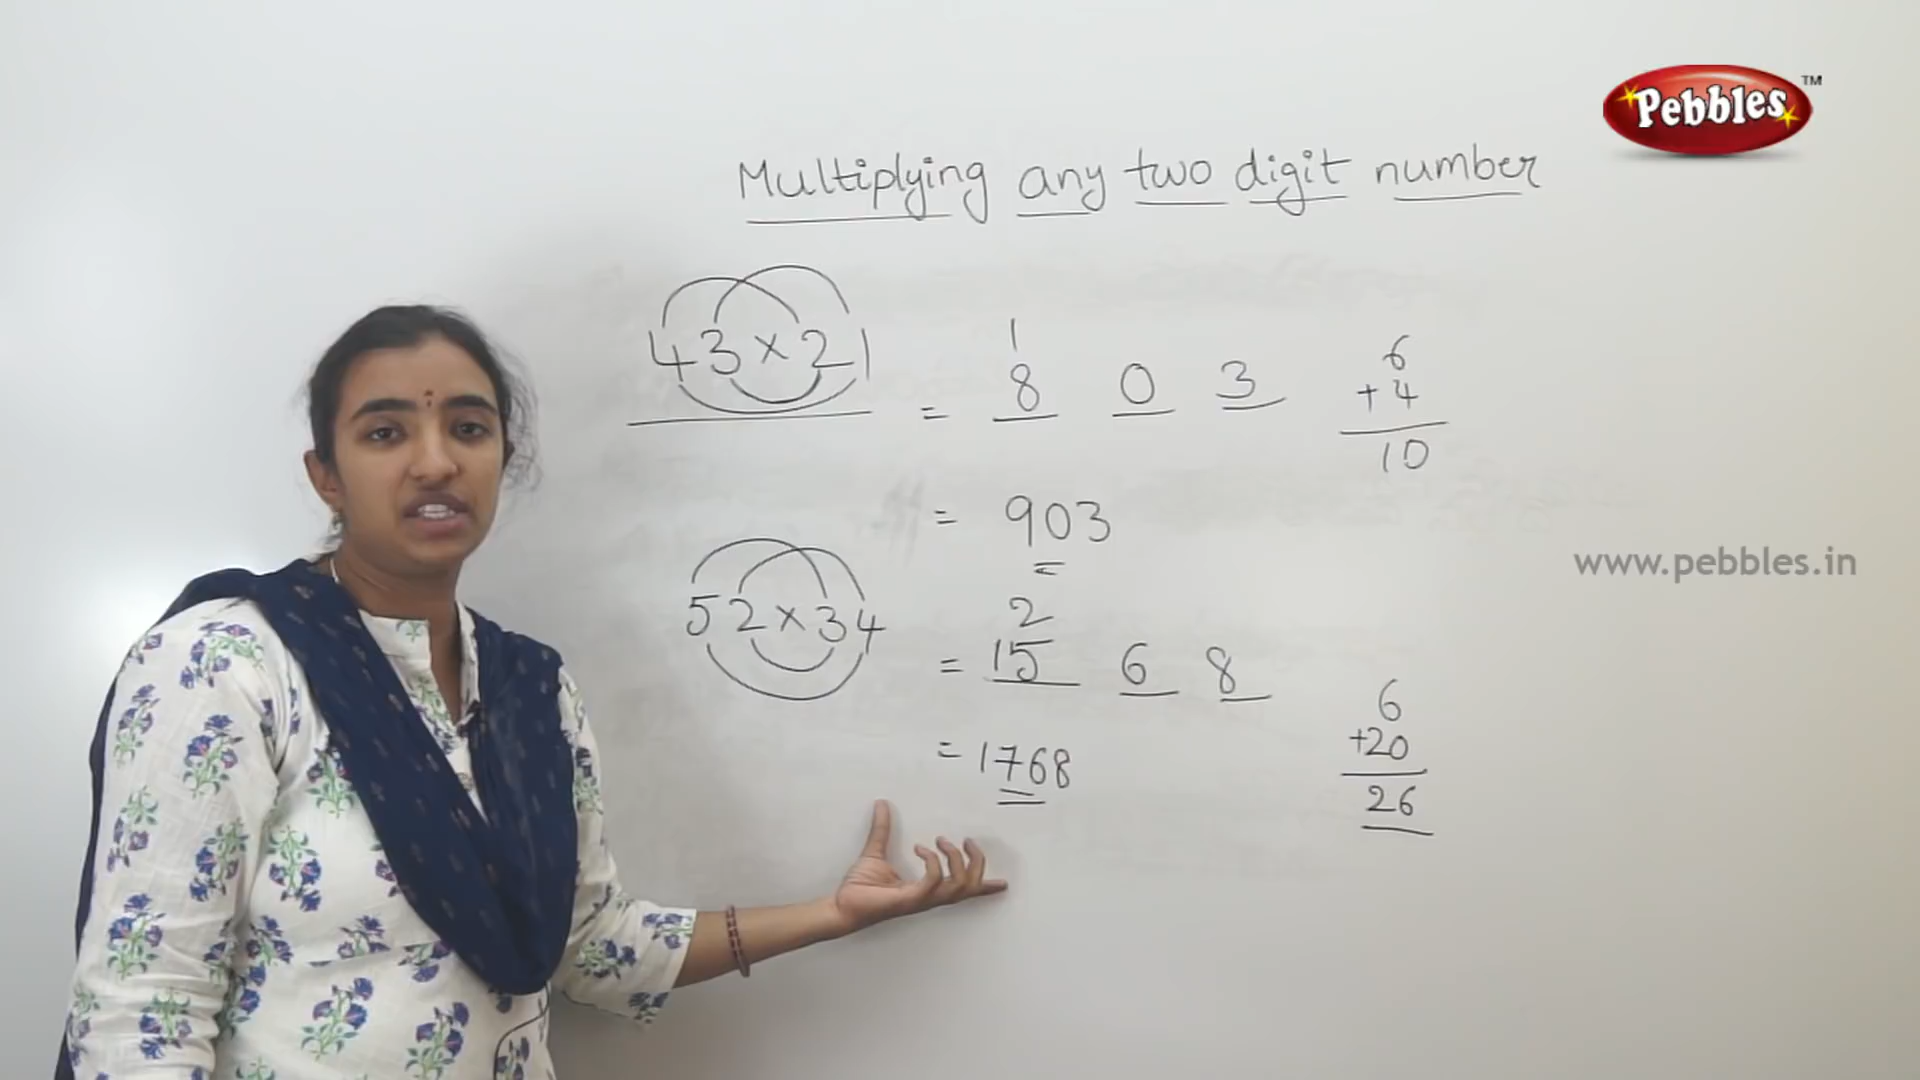 Pebbles™
Multiplying any two digit number
43 × 21 = 8 0 3
1
6
+ 4
10
= 903
52 × 34 = 15 6 8
2
= 1768
6
+20
26
www.pebbles.in